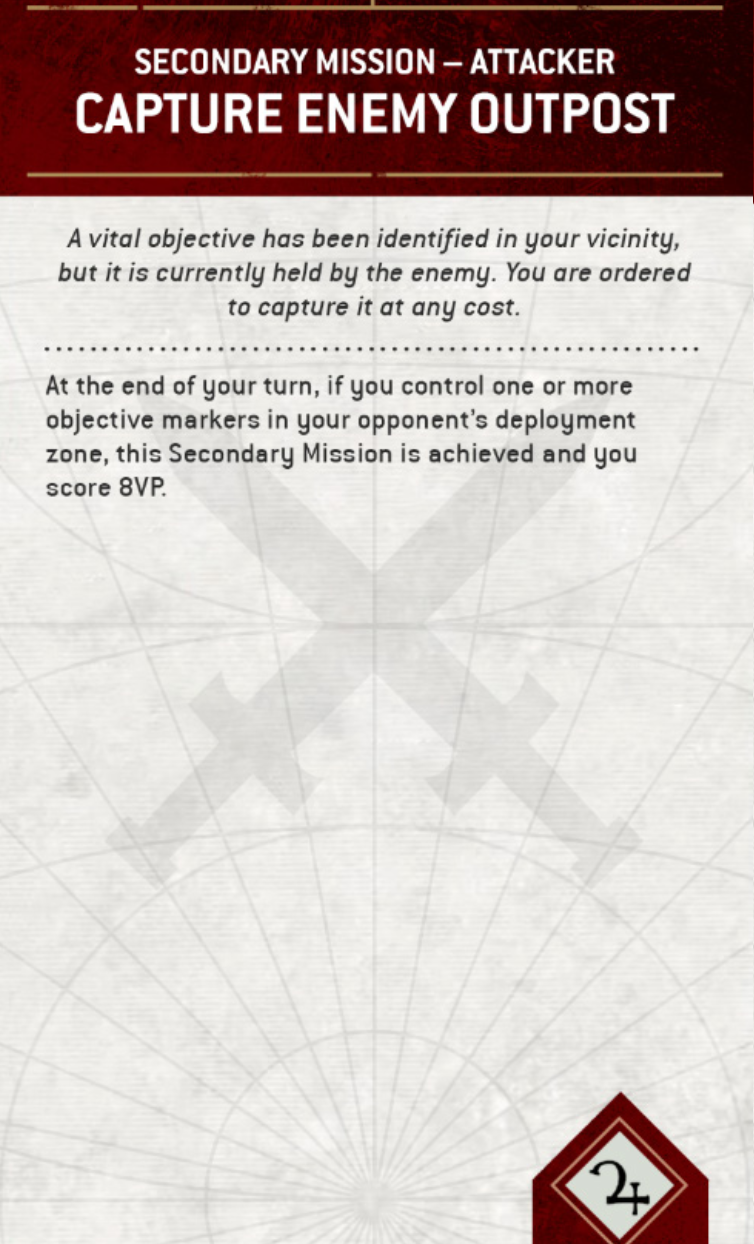 SECONDARY MISSION – ATTACKER
CAPTURE ENEMY OUTPOST
A vital objective has been identified in your vicinity,
but it is currently held by the enemy. You are ordered
to capture it at any cost.
At the end of your turn, if you control one or more
objective markers in your opponent's deployment
zone, this Secondary Mission is achieved and you
score 8VP.